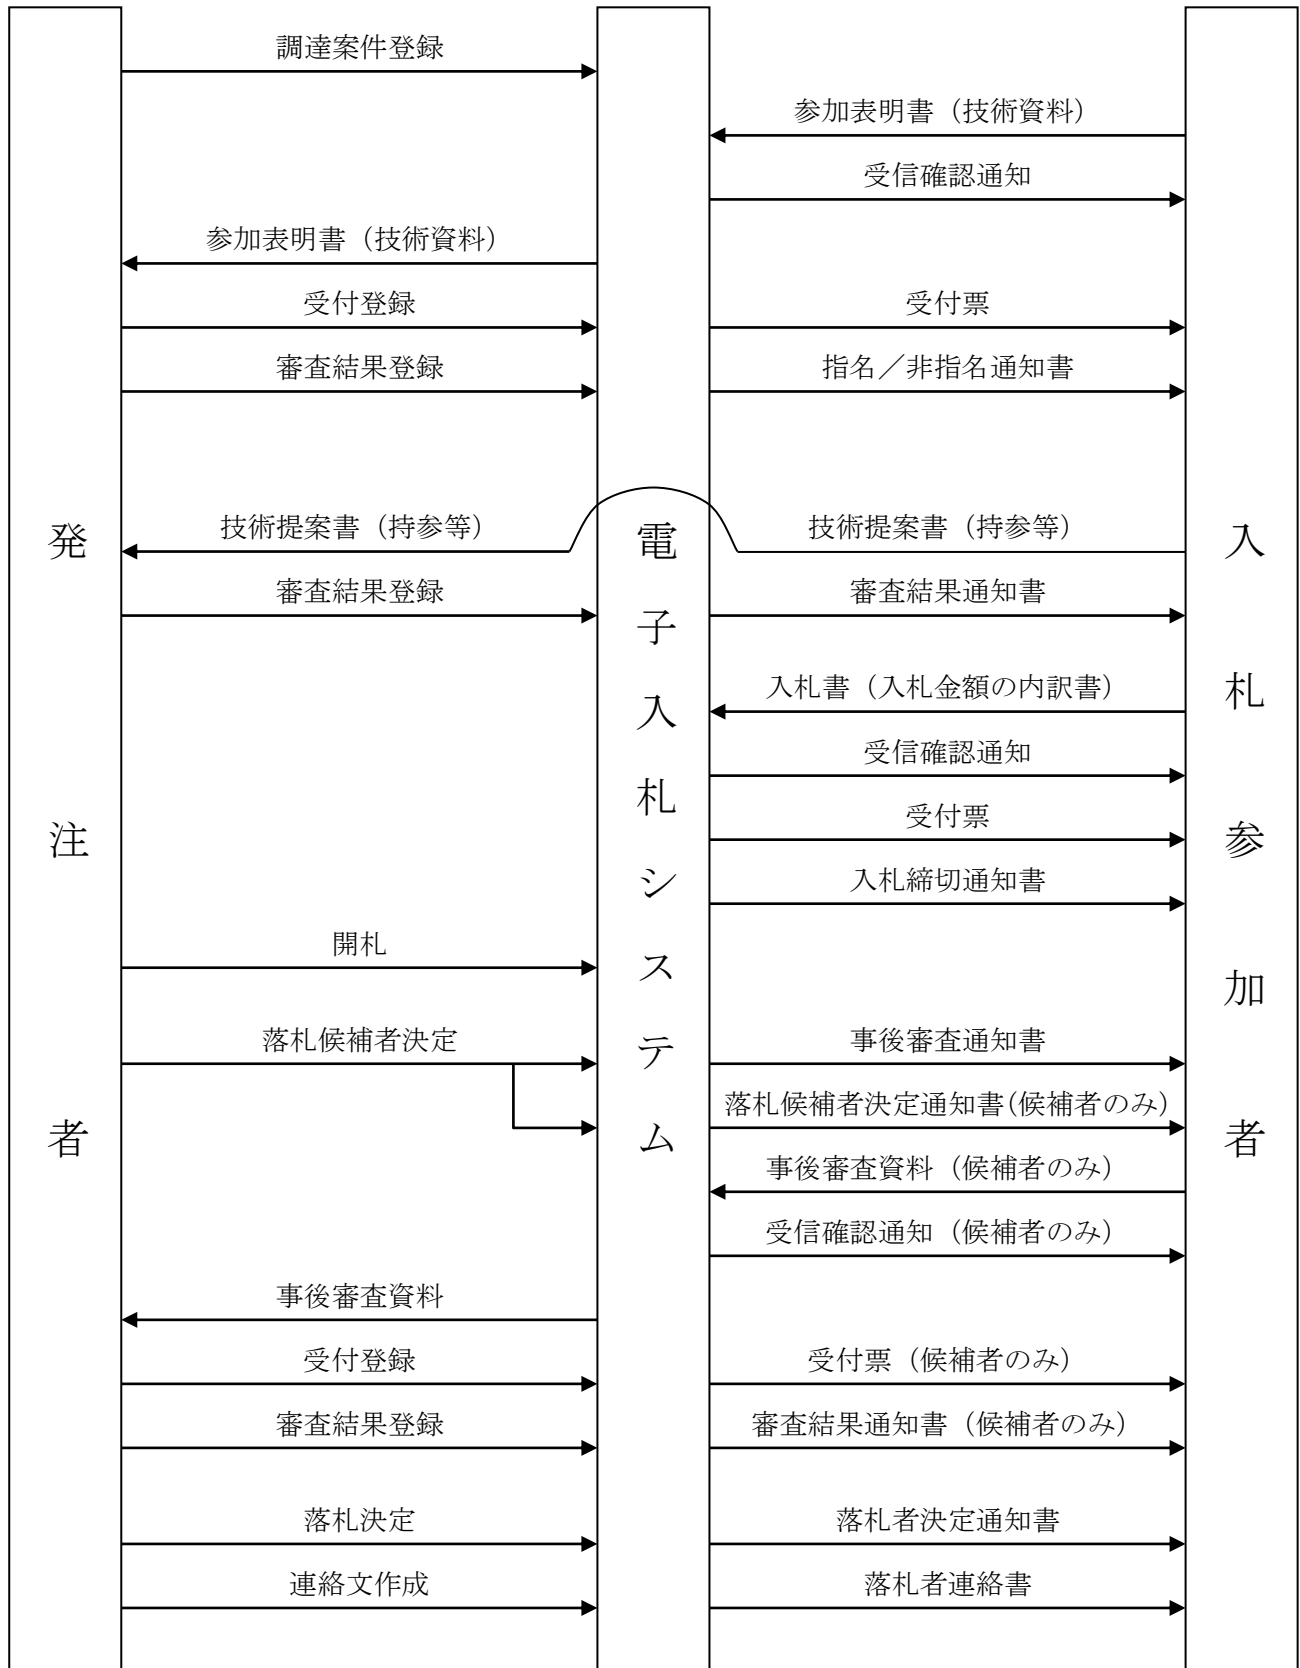 調達案件登録
参加表明書（技術資料）
受信確認通知
参加表明書（技術資料）
受付登録
受付票
審査結果登録
指名／非指名通知書
技術提案書（持参等）
技術提案書（持参等）
審査結果登録
審査結果通知書
入札書（入札金額の内訳書）
受信確認通知
受付票
入札締切通知書
開札
落札候補者決定
事後審査通知書
落札候補者決定通知書(候補者のみ)
事後審査資料（候補者のみ）
受信確認通知（候補者のみ）
事後審査資料
受付登録
受付票（候補者のみ）
審査結果登録
審査結果通知書（候補者のみ）
落札決定
落札者決定通知書
連絡文作成
落札者連絡書
発注者
電子入札システム
入札参加者